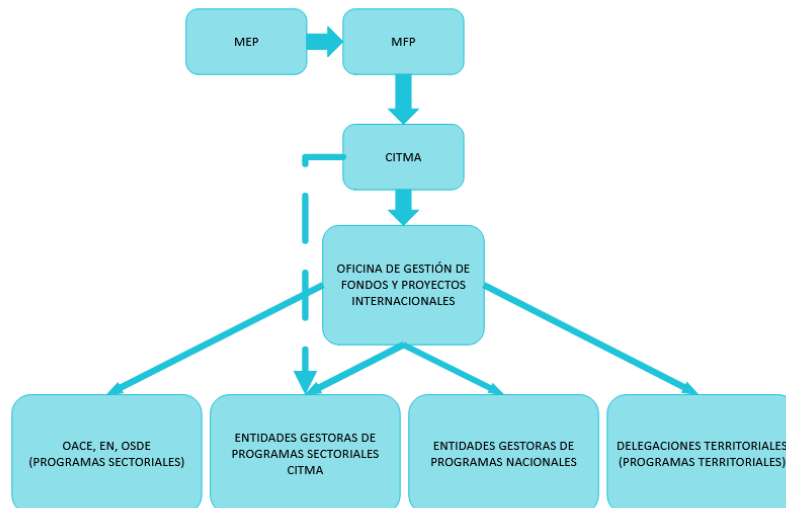 MEP
MFP
CITMA
OFICINA DE GESTIÓN DE
FONDOS Y PROYECTOS
INTERNACIONALES
OACE, EN, OSDE
(PROGRAMAS SECTORIALES)
ENTIDADES GESTORAS DE
PROGRAMAS SECTORIALES
CITMA
ENTIDADES GESTORAS DE
PROGRAMAS NACIONALES
DELEGACIONES TERRITORIALES
(PROGRAMAS TERRITORIALES)